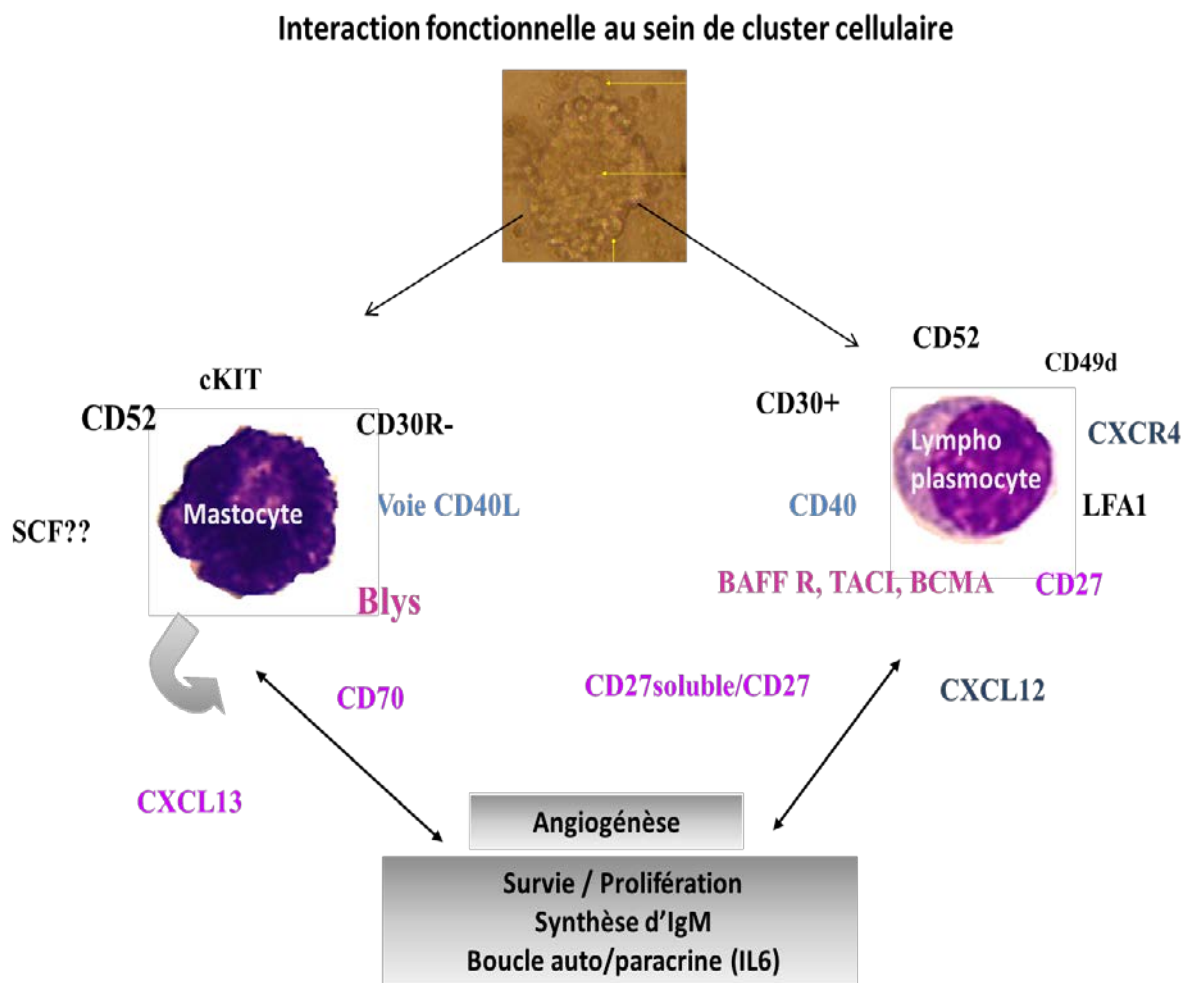 Interaction fonctionnelle au sein de cluster cellulaire
cKIT
CD52
CD30R-
Mastocyte
Voie CD40L
SCF??
Blys
CD70
CXCL13
CD52
CD49d
CD30+
CXCR4
Lympho
plasmocyte
CD40
LFA1
BAFF R, TACI, BCMA
CD27
CD27soluble/CD27
CXCL12
Angiogénèse
Survie / Prolifération
Synthèse d’IgM
Boucle auto/paracrine (IL6)